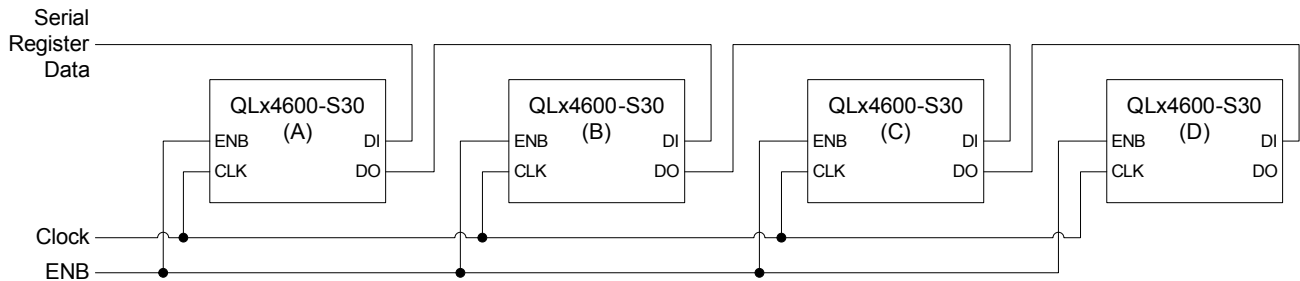 Serial
Register
Data
QLx4600-S30
(A)
ENB
DI
CLK
DO
QLx4600-S30
(B)
ENB
DI
CLK
DO
QLx4600-S30
(C)
ENB
DI
CLK
DO
QLx4600-S30
(D)
ENB
DI
CLK
DO
Clock
ENB